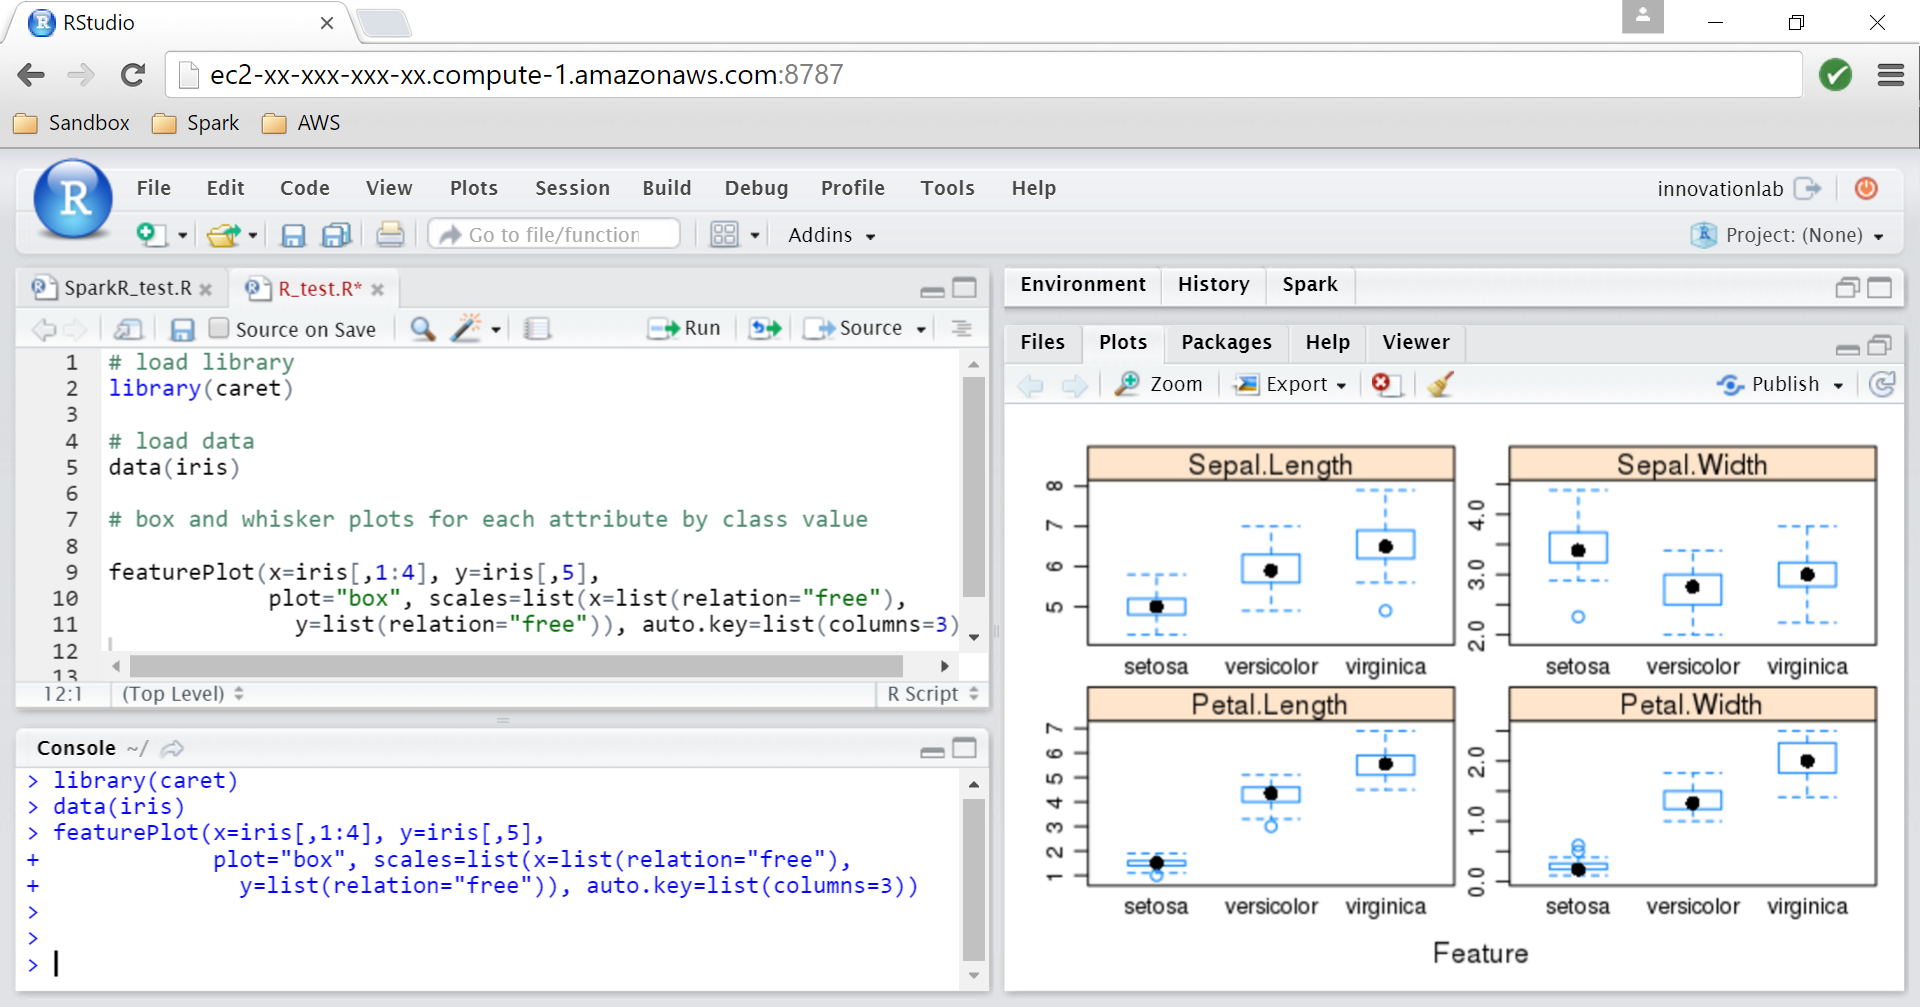 RStudio
ec2-xx-xxx-xxx-xx.compute-1.amazonaws.com:8787
Sandbox Spark AWS
R File Edit Code View Plots Session Build Debug Profile Tools Help innovationlab
Go to file/function Addins Project: (None)
SparkR_test.R R_test.R*
Source on Save Run Source
1 # load library
2 library(caret)
3
4 # load data
5 data(iris)
6
7 # box and whisker plots for each attribute by class value
8
9 featurePlot(x=iris[,1:4], y=iris[,5],
10 plot="box", scales=list(x=list(relation="free"),
11 y=list(relation="free")), auto.key=list(columns=3)
12
13
12:1 (Top Level) R Script
Console ~/
> library(caret)
> data(iris)
> featurePlot(x=iris[,1:4], y=iris[,5],
+ plot="box", scales=list(x=list(relation="free"),
+ y=list(relation="free")), auto.key=list(columns=3))
>
>
>
Environment History Spark
Files Plots Packages Help Viewer
Zoom Export Publish
Sepal.Length
8
7
6
5
setosa versicolor virginica
Sepal.Width
4.0
3.0
2.0
setosa versicolor virginica
Petal.Length
7
6
5
4
3
2
1
setosa versicolor virginica
Petal.Width
2.0
1.0
0.0
setosa versicolor virginica
Feature